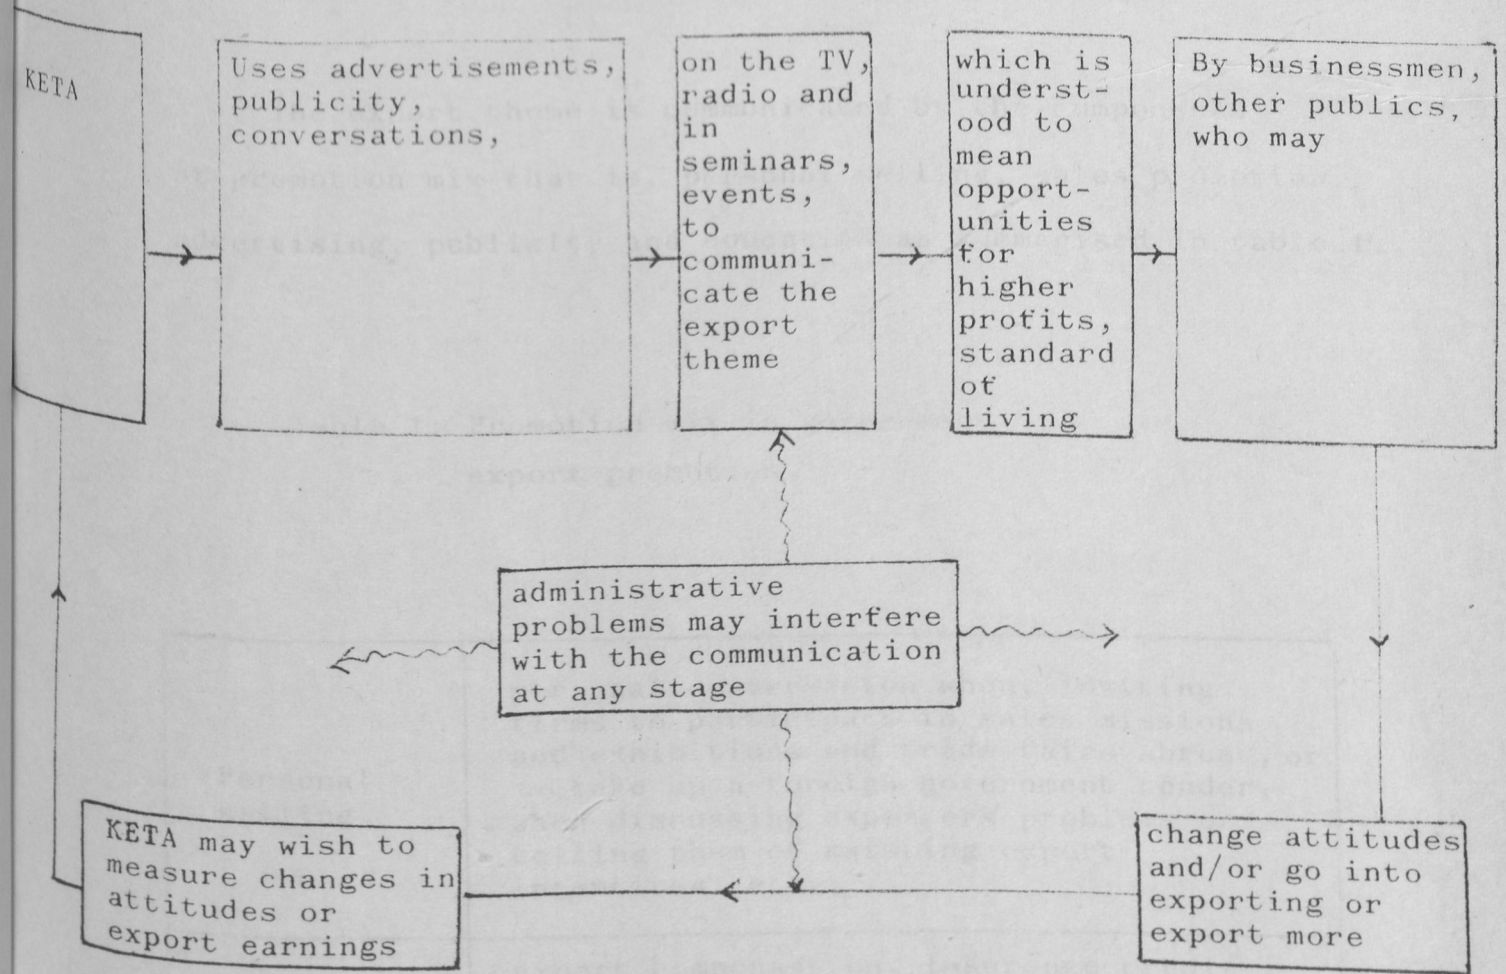 KETA
Uses advertisements,
publicity,
conversations,
on the TV,
radio and
in
seminars,
events,
to
communi-
cate the
export
theme
which is
underst-
ood to
mean
opport-
unities
for
higher
profits,
standard
of
living
By businessmen,
other publics,
who may
administrative
problems may interfere
with the communication
at any stage
KETA may wish to
measure changes in
attitudes or
export earnings
change attitudes
and/or go into
exporting or
export more